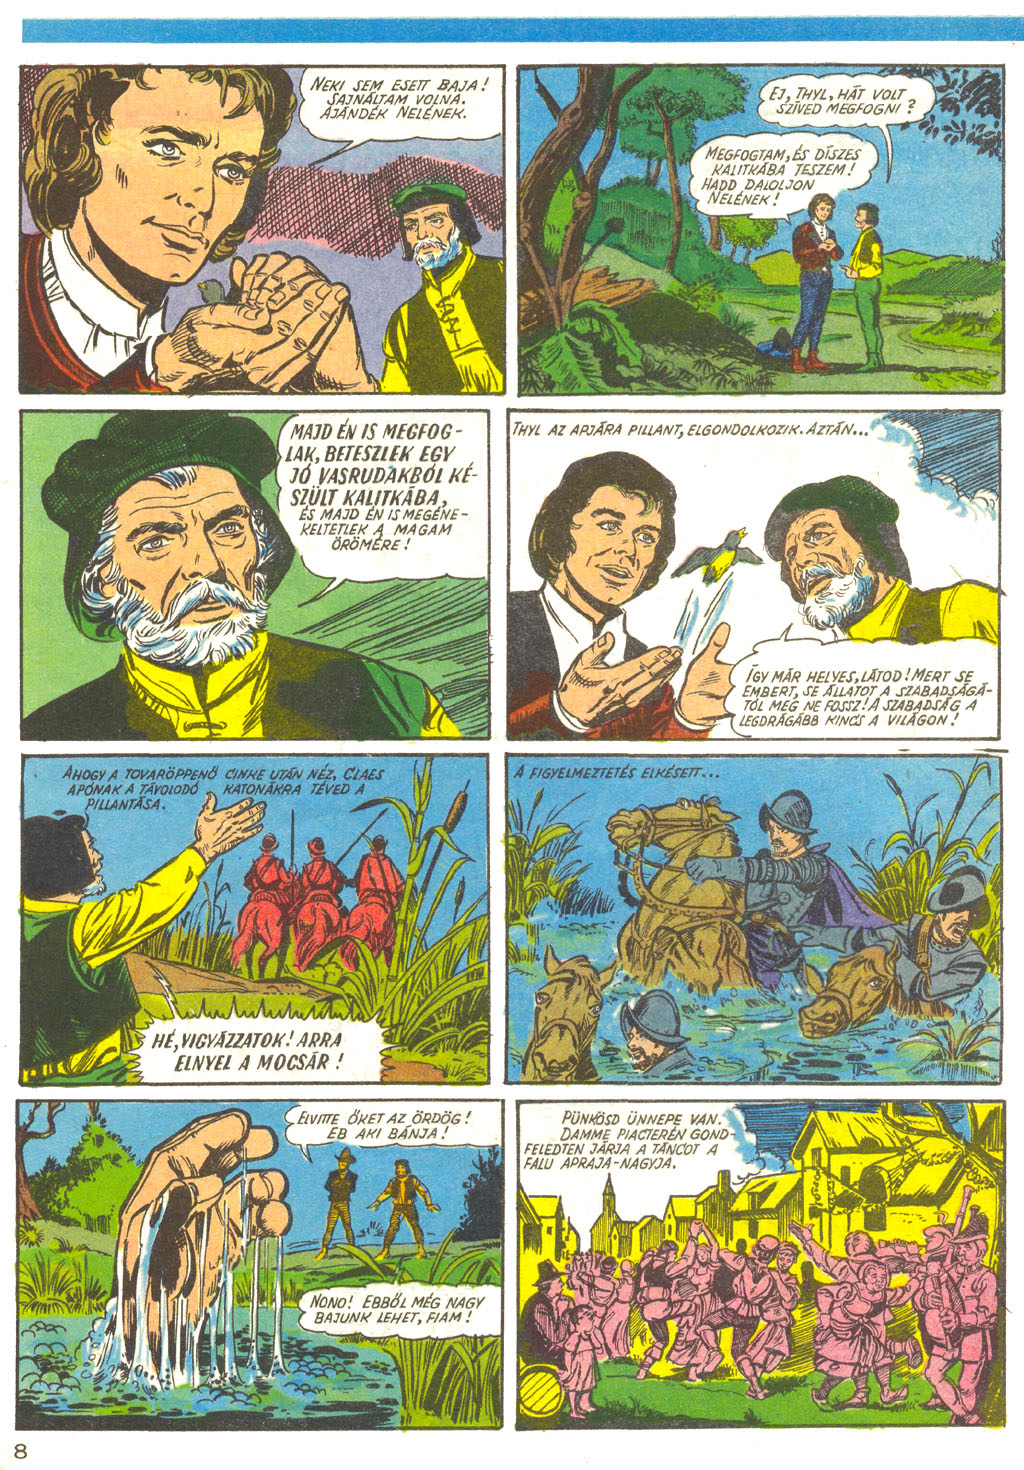 NEKI SEM ESETT BAJA!
SAJNÁLTAM VOLNA.
AJÁNDÉK NELÉNEK.
EJ, THYL, HÁT VOLT
SZÍVED MEGFOGNI?
MEGFOGTAM, ÉS DÍSZES
KALITKÁBA TESZEM!
HADD DALOLJON
NELÉNEK!
MAJD ÉN IS MEGFOG-
LAK, BETESZLEK EGY
JÓ VASRUDAKBÓL KÉ-
SZÜLT KALITKÁBA,
ÉS MAJD ÉN IS MEGÉNE-
KELTETLEK A MAGAM
ÖRÖMÉRE!
THYL AZ APJÁRA PILLANT, ELGONDOLKOZIK. AZTÁN...
ÍGY MÁR HELYES, LÁTOD! MERT SE
EMBERT, SE ÁLLATOT A SZABADSÁGÁ-
TÓL MEG NE FOSSZ! A SZABADSÁG A
LEGDRÁGÁBB KINCS A VILÁGON!
AHOGY A TOVARÖPPENŐ CINKE UTÁN NÉZ, CLAES
APÓNAK A TÁVOLODÓ KATONÁKRA TÉVED A
PILLANTÁSA.
HÉ, VIGYÁZZATOK! ARRA
ELNYEL A MOCSÁR!
A FIGYELMEZTETÉS ELKÉSETT...
ELVITTE ŐKET AZ ÖRDÖG!
EB AKI BÁNJA!
NONO! EBBŐL MÉG NAGY
BAJUNK LEHET, FIAM!
PÜNKÖSD ÜNNEPE VAN.
DAMME PIACTERÉN GOND-
FELEDTEN JÁRJA A TÁNCOT A
FALU APRAJA-NAGYJA.
8